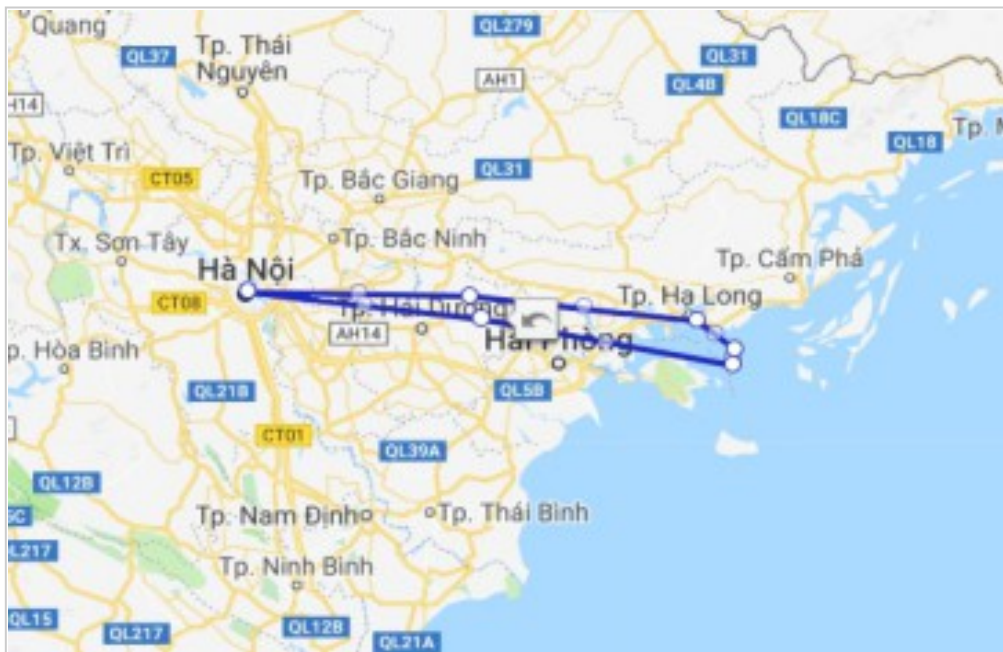 Quang
QL279
QL37
Tp. Thái
Nguyên
QL31
AH1
QL4B
H14
QL18C
QL18
Tp. Việt Trì
CT05
QL31
Tp. Bắc Giang
Tx. Sơn Tây
Tp. Bắc Ninh
Hà Nội
Tp. Cẩm Phả
CT08
Tp. Hạ Long
Tp. Hải Dương
AH14
Hải Phòng
p. Hòa Bình
QL21B
QL5B
CT01
QL39A
QL12B
Tp. Nam Định
Tp. Thái Bình
L217
Tp. Ninh Bình
QL15
QL217
QL12B
QL21A